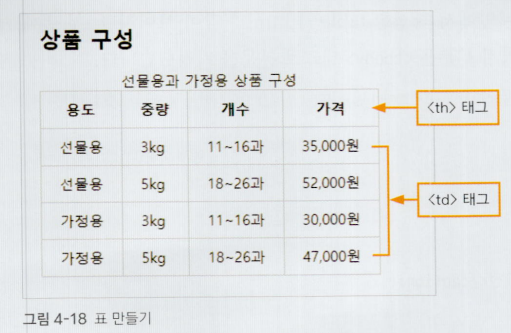 상품 구성
선물용과 가정용 상품 구성
용도 중량 개수 가격
<th> 태그
선물용 3kg 11~16과 35,000원
선물용 5kg 18~26과 52,000원
<td> 태그
가정용 3kg 11~16과 30,000원
가정용 5kg 18~26과 47,000원
그림 4-18 표 만들기